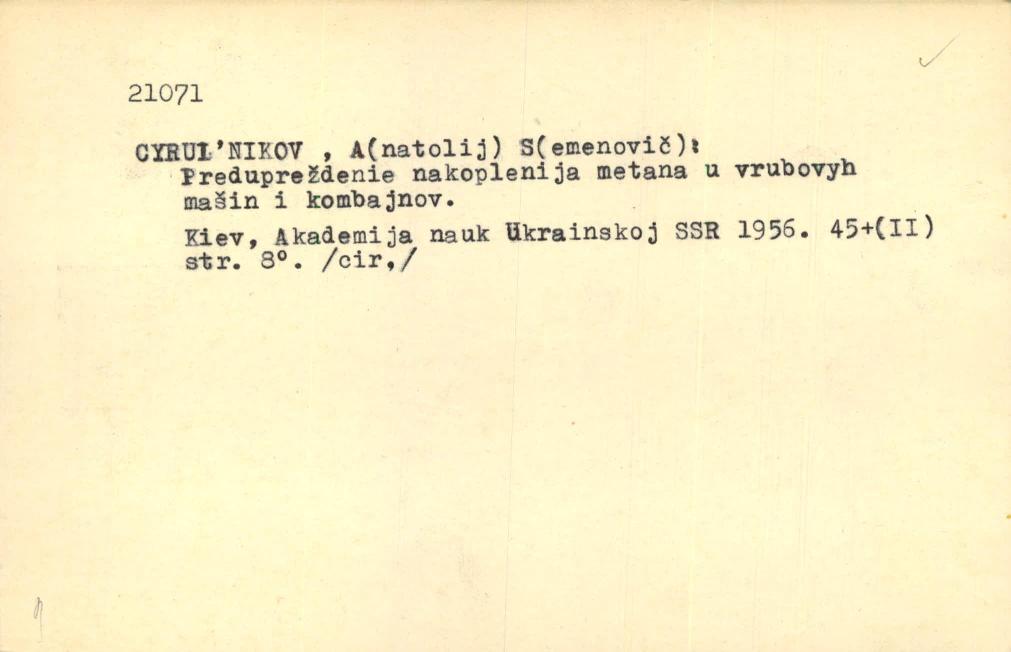 21071
CYRUL'NIKOV , A(natolij) S(emenovič):
Predupreždenie nakoplenija metana u vrubovyh
mašin i kombajnov.
Kiev, Akademija nauk Ukrainskoj SSR 1956. 45+(II)
str. 8°. /cir,/